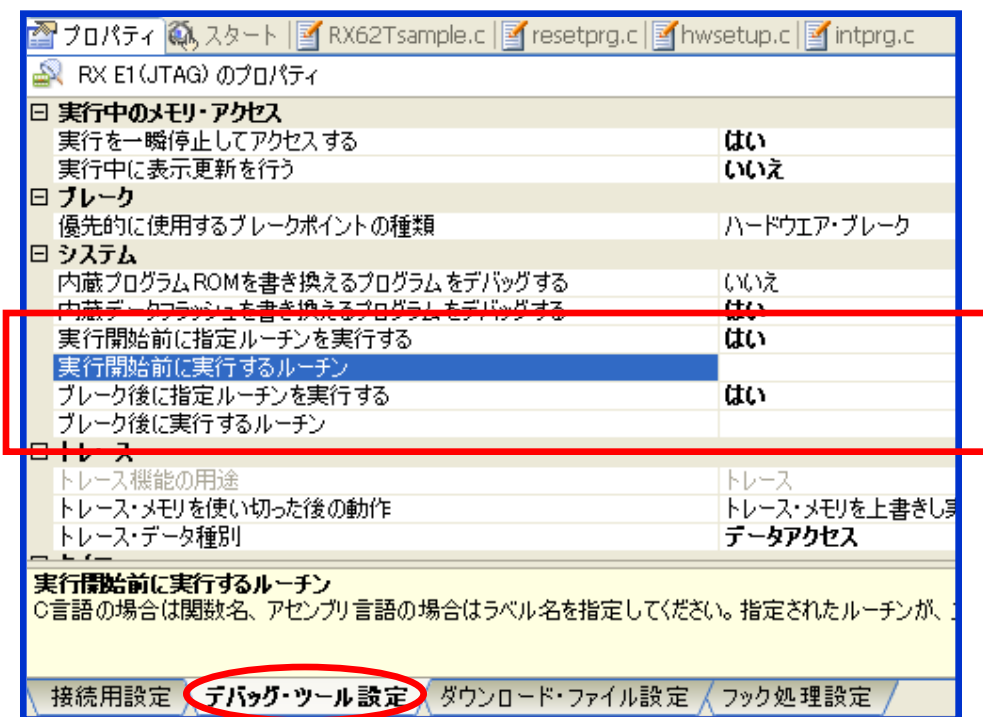 プロパティ スタート RX62Tsample.c resetprg.c hwsetup.c intprg.c
RX E1(JTAG) のプロパティ
実行中のメモリ・アクセス
実行を一瞬停止してアクセスする はい
実行中に表示更新を行う いいえ
ブレーク
優先的に使用するブレークポイントの種類 ハードウエア・ブレーク
システム
内蔵プログラムROMを書き換えるプログラムをデバッグする いいえ
内蔵データフラッシュを書き換えるプログラムをデバッグする はい
実行開始前に指定ルーチンを実行する はい
実行開始前に実行するルーチン
ブレーク後に指定ルーチンを実行する はい
ブレーク後に実行するルーチン
トレース
トレース機能の用途 トレース
トレース・メモリを使い切った後の動作 トレース・メモリを上書きし実
トレース・データ種別 データアクセス
実行開始前に実行するルーチン
C言語の場合は関数名、アセンブリ言語の場合はラベル名を指定してください。指定されたルーチンが、
接続用設定 デバッグ・ツール設定 ダウンロード・ファイル設定 フック処理設定